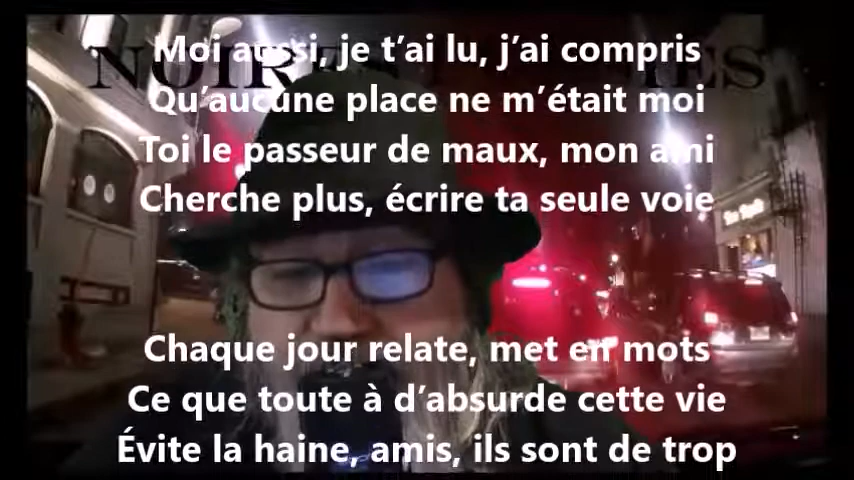 Moi aussi, je t’ai lu, j’ai compris
Qu’aucune place ne m’était moi
Toi le passeur de maux, mon ami
Cherche plus, écrire ta seule voie
Chaque jour relate, met en mots
Ce que toute à d’absurde cette vie
Évite la haine, amis, ils sont de trop